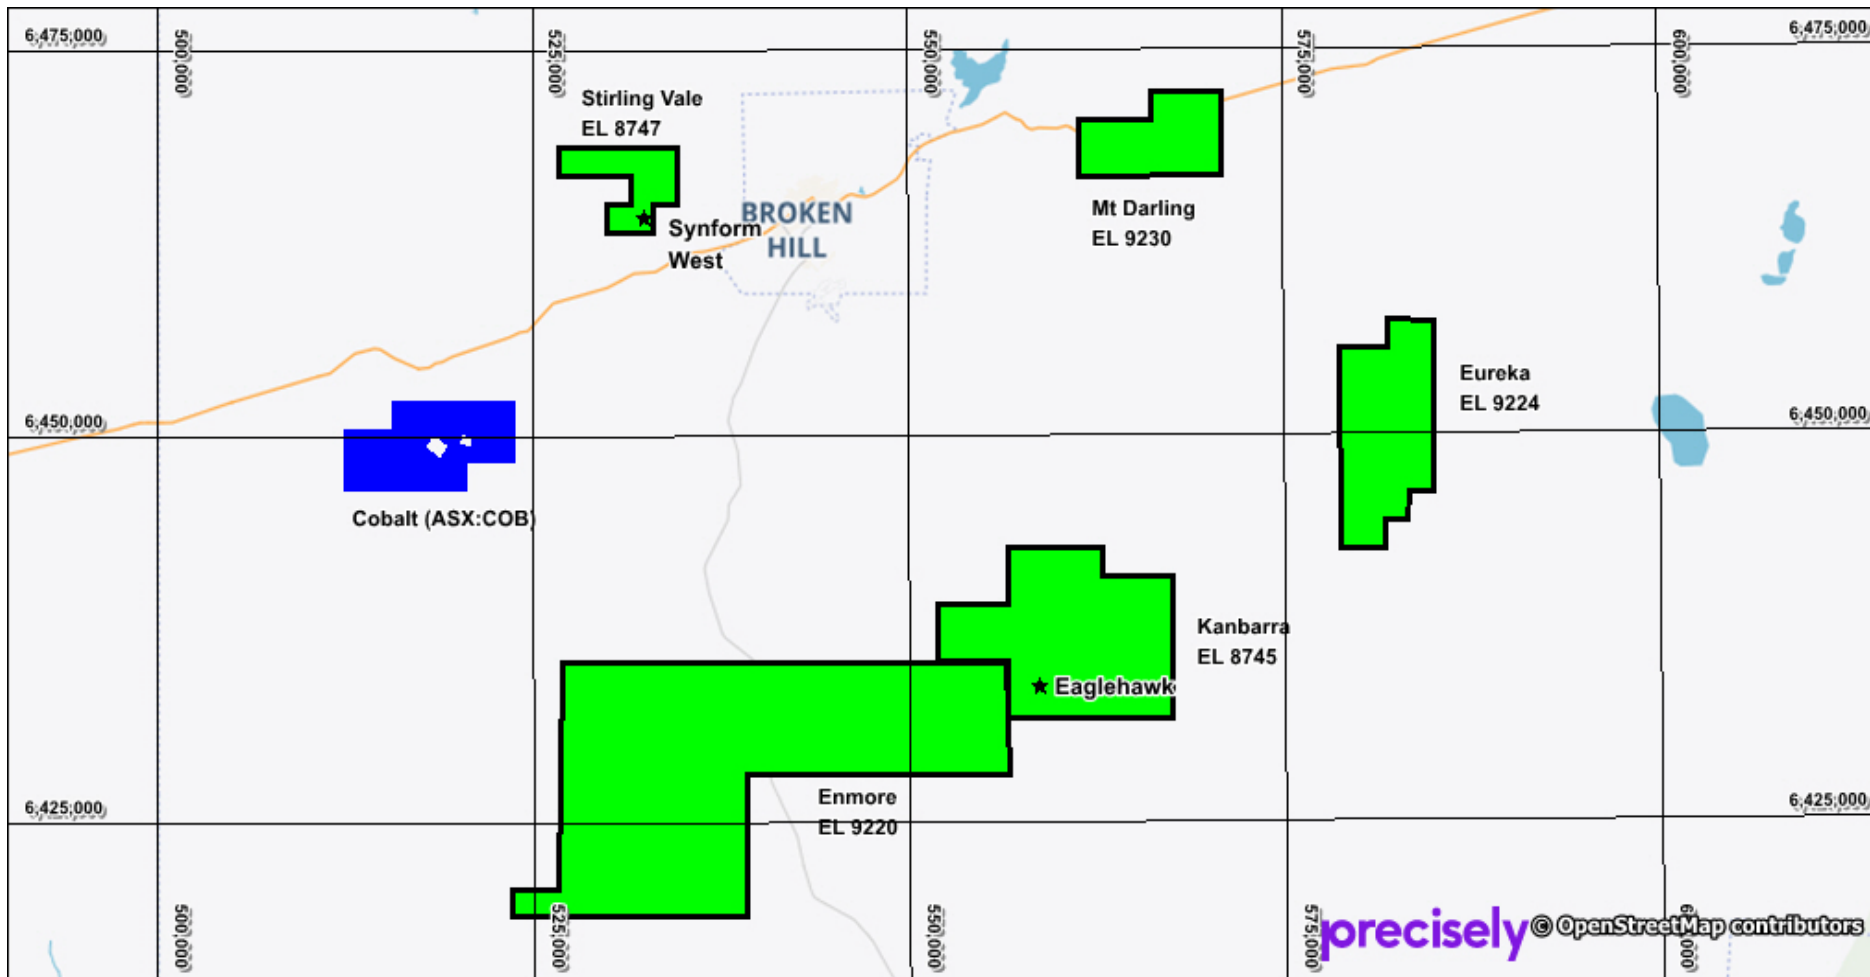 6,475,000
500,000
525,000
550,000
575,000
600,000
6,475,000
Stirling Vale
EL 8747
Synform
West
BROKEN
HILL
Mt Darling
EL 9230
Eureka
EL 9224
6,450,000
6,450,000
Cobalt (ASX:COB)
Kanbarra
EL 8745
Eaglehawk
Enmore
EL 9220
6,425,000
6,425,000
500,000
525,000
550,000
575,000
precisely
© OpenStreetMap contributors